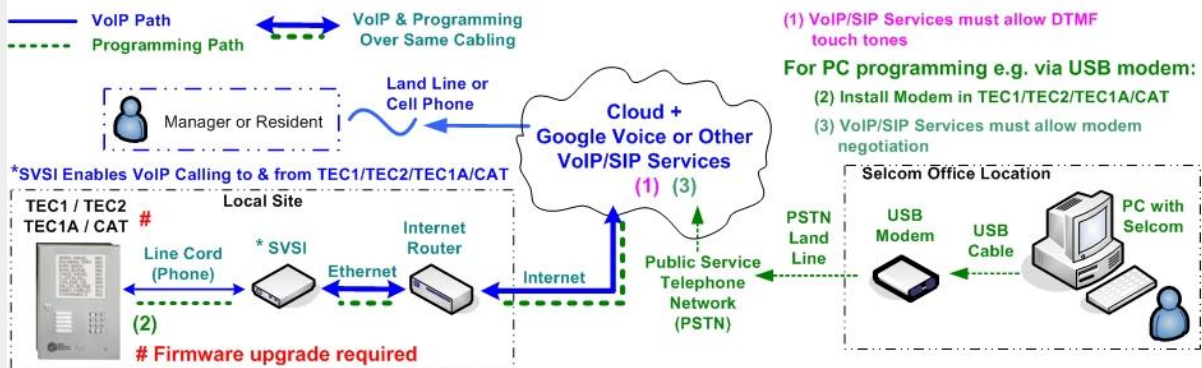 VoIP Path
Programming Path
VoIP & Programming
Over Same Cabling
(1) VoIP/SIP Services must allow DTMF
touch tones
For PC programming e.g. via USB modem:
(2) Install Modem in TEC1/TEC2/TEC1A/CAT
(3) VoIP/SIP Services must allow modem
negotiation
Manager or Resident
Land Line or
Cell Phone
Cloud +
Google Voice or Other
VoIP/SIP Services
(1) (3)
*SVSI Enables VoIP Calling to & from TEC1/TEC2/TEC1A/CAT
Local Site
TEC1 / TEC2
TEC1A / CAT #
Line Cord
(Phone)
(2)
* SVSI
Ethernet
Internet
Router
# Firmware upgrade required
Internet
Public Service
Telephone
Network
(PSTN)
PSTN
Land
Line
Selcom Office Location
USB
Modem
USB
Cable
PC with
Selcom